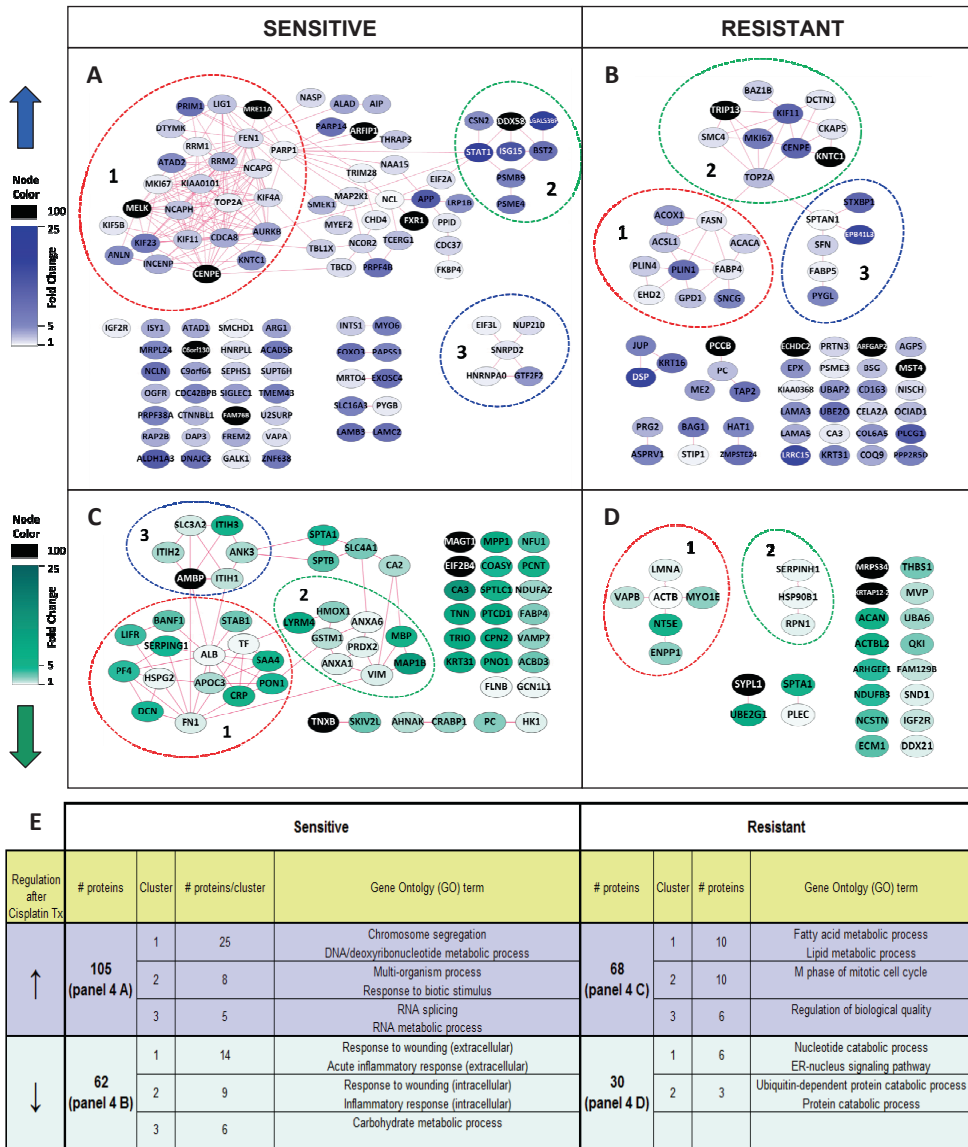 SENSITIVE
RESISTANT
A
PRIM1
LIG1
MRE11A
NASP
ALAD
AIP
DTYMK
PARP14
ARFIP1
THRAP3
RRM1
FEN1
PARP1
ATAD2
RRM2
NCAPG
NAA15
TRIM28
MKI67
KIAA0101
EIF2A
1
MELK
NCAPH
TOP2A
KIF4A
SMEK1
MAP2K1
NCL
APP
LRP1B
KIF5B
MYEF2
CHD4
FXR1
PPID
KIF23
KIF11
CDCA8
AURKB
TBL1X
NCOR2
TCERG1
CDC37
ANLN
INCENP
KNTC1
TBCD
PRPF4B
FKBP4
CENPE
CSN2
DDX58
LGALS3BP
STAT1
ISG15
BST2
PSMB9
PSME4
2
IGF2R
ISY1
ATAD1
SMCHD1
ARG1
MRPL24
C6orf130
HNRPLL
ACADSB
NCLN
C9orf64
SEPHS1
SUPT6H
OGFR
CDC42BPB
SIGLEC1
TMEM43
PRPF38A
CTNNBL1
FAM76B
U2SURP
RAP2B
DAP3
FREM2
VAPA
ALDH1A3
DNAJC3
GALK1
ZNF638
INTS1
MYO6
FOXO3
PAPSS1
MRTO4
EXOSC4
SLC16A3
PYGB
LAMB3
LAMC2
EIF3L
NUP210
SNRPD2
3
HNRNPA0
GTF2F2
B
BAZ1B
DCTN1
TRIP13
KIF11
SMC4
MKI67
CENPE
CKAP5
2
KNTC1
TOP2A
ACOX1
FASN
1
ACSL1
ACACA
PLIN4
PLIN1
FABP4
EHD2
GPD1
SNCG
STXBP1
SPTAN1
EPB41L3
SFN
FABP5
3
PYGL
JUP
KRT16
DSP
PCCB
PC
ME2
TAP2
PRG2
BAG1
HAT1
ASPRV1
STIP1
ZMPSTE24
ECHDC2
PRTN3
ARFGAP2
AGPS
EPX
PSME3
BSG
MST4
KIAA0368
UBAP2
CD163
NISCH
LAMA3
UBE2O
CELA2A
OCIAD1
LAMA5
CA3
COL6A5
PLCG1
LRRC15
KRT31
COQ9
PPP2R5D
Node
Color
100
25
Fold Change
5
1
C
3
SLC3A2
ITIH3
ITIH2
ANK3
AMBP
ITIH1
SPTA1
SLC4A1
SPTB
CA2
2
HMOX1
LYRM4
ANXA6
GSTM1
PRDX2
MBP
ANXA1
VIM
MAP1B
BANF1
STAB1
LIFR
SERPING1
TF
ALB
SAA4
PF4
HSPG2
APOC3
PON1
CRP
DCN
FN1
1
MAGT1
MPP1
NFU1
EIF2B4
COASY
PCNT
CA3
SPTLC1
NDUFA2
TNN
PTCD1
FABP4
TRIO
CPN2
VAMP7
KRT31
PNO1
ACBD3
FLNB
GCN1L1
TNXB
SKIV2L
AHNAK
CRABP1
PC
HK1
D
1
LMNA
VAPB
ACTB
MYO1E
NT5E
ENPP1
2
SERPINH1
HSP90B1
RPN1
SYPL1
SPTA1
UBE2G1
PLEC
MRPS34
THBS1
KRTAP12-2
MVP
ACAN
UBA6
ACTBL2
QKI
ARHGEF1
FAM129B
NDUFB3
SND1
NCSTN
IGF2R
ECM1
DDX21
Node
Color
100
25
Fold Change
5
1
E
Sensitive
Resistant
Regulation
after
Cisplatin Tx
# proteins
Cluster
# proteins/cluster
Gene Ontolgy (GO) term
# proteins
Cluster
# proteins
Gene Ontolgy (GO) term
↑
105
(panel 4 A)
1
25
Chromosome segregation
DNA/deoxyribonucleotide metabolic process
2
8
Multi-organism process
Response to biotic stimulus
3
5
RNA splicing
RNA metabolic process
68
(panel 4 C)
1
10
Fatty acid metabolic process
Lipid metabolic process
2
10
M phase of mitotic cell cycle
3
6
Regulation of biological quality
↓
62
(panel 4 B)
1
14
Response to wounding (extracellular)
Acute inflammatory response (extracellular)
2
9
Response to wounding (intracellular)
Inflammatory response (intracellular)
3
6
Carbohydrate metabolic process
30
(panel 4 D)
1
6
Nucleotide catabolic process
ER-nucleus signaling pathway
2
3
Ubiquitin-dependent protein catabolic process
Protein catabolic process